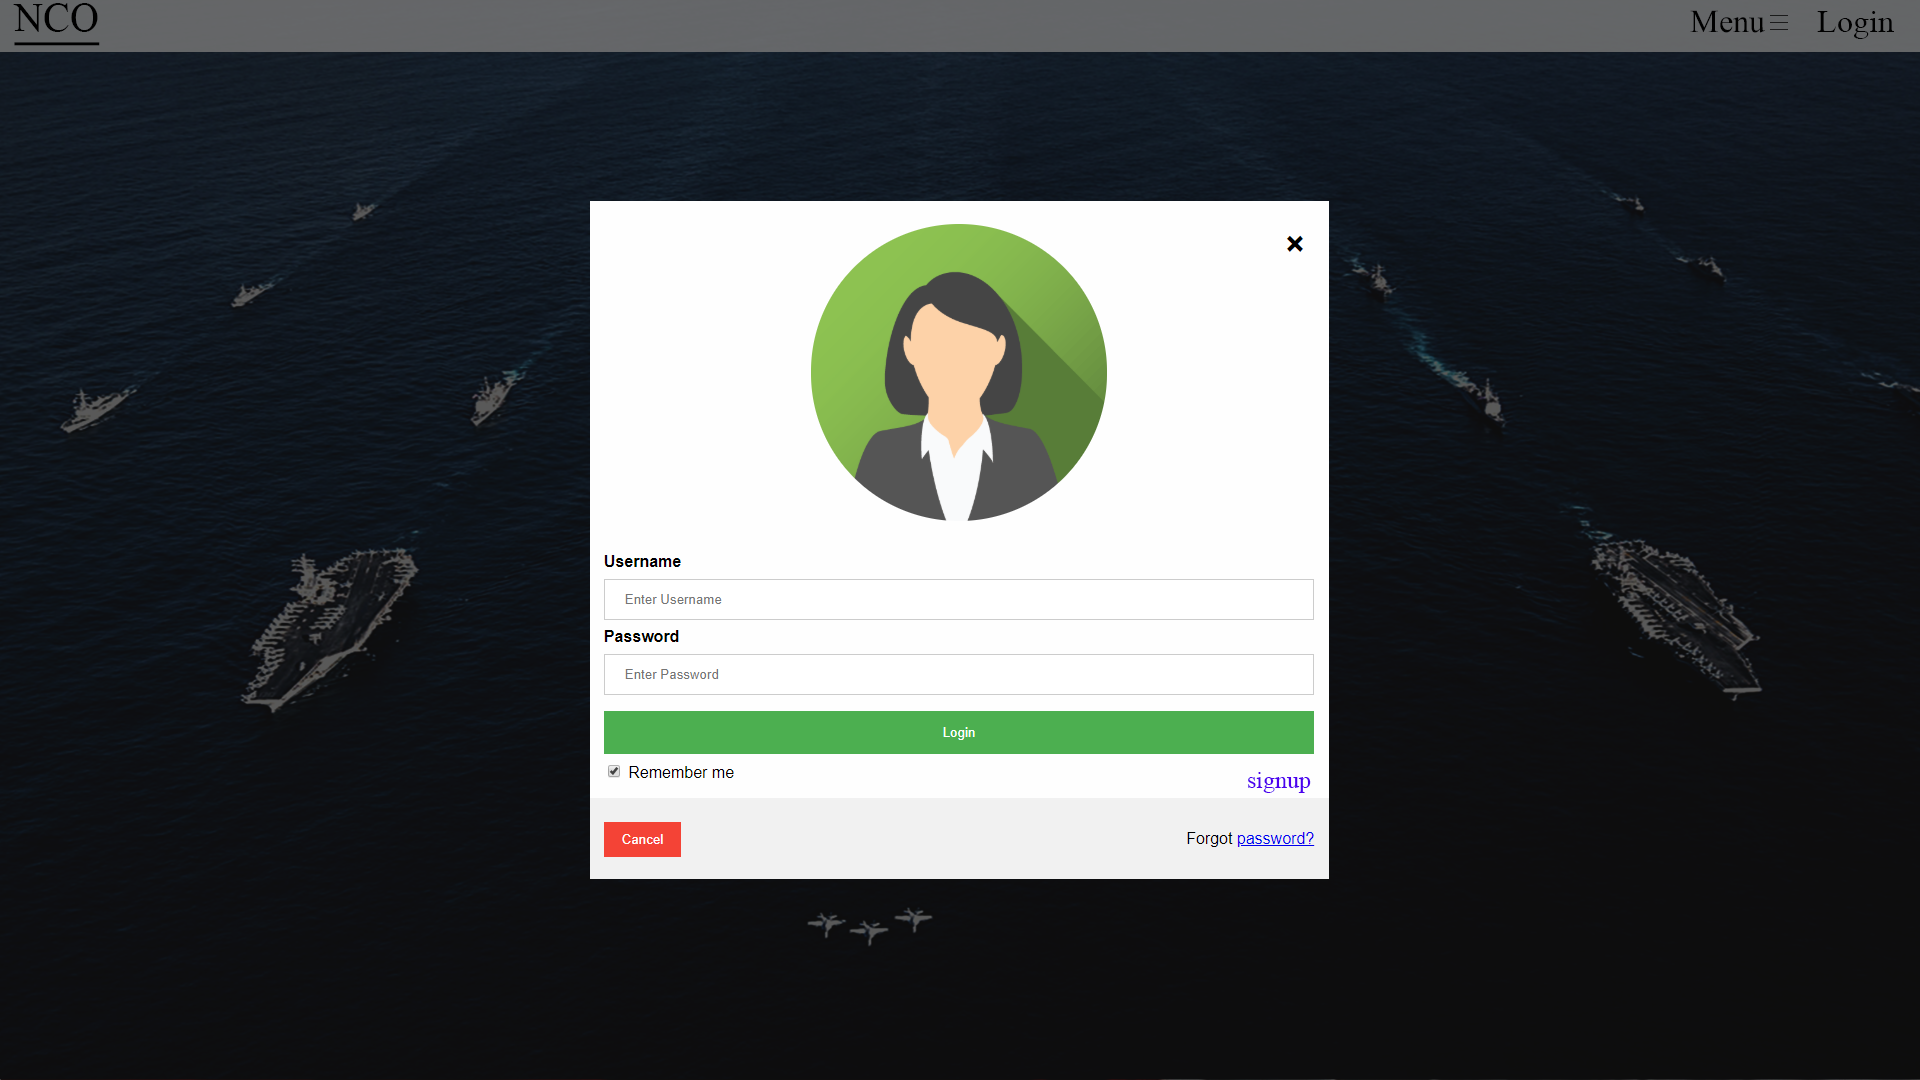 NCO
Menu Login
Username
Enter Username
Password
Enter Password
Login
Remember me
signup
Cancel
Forgot password?